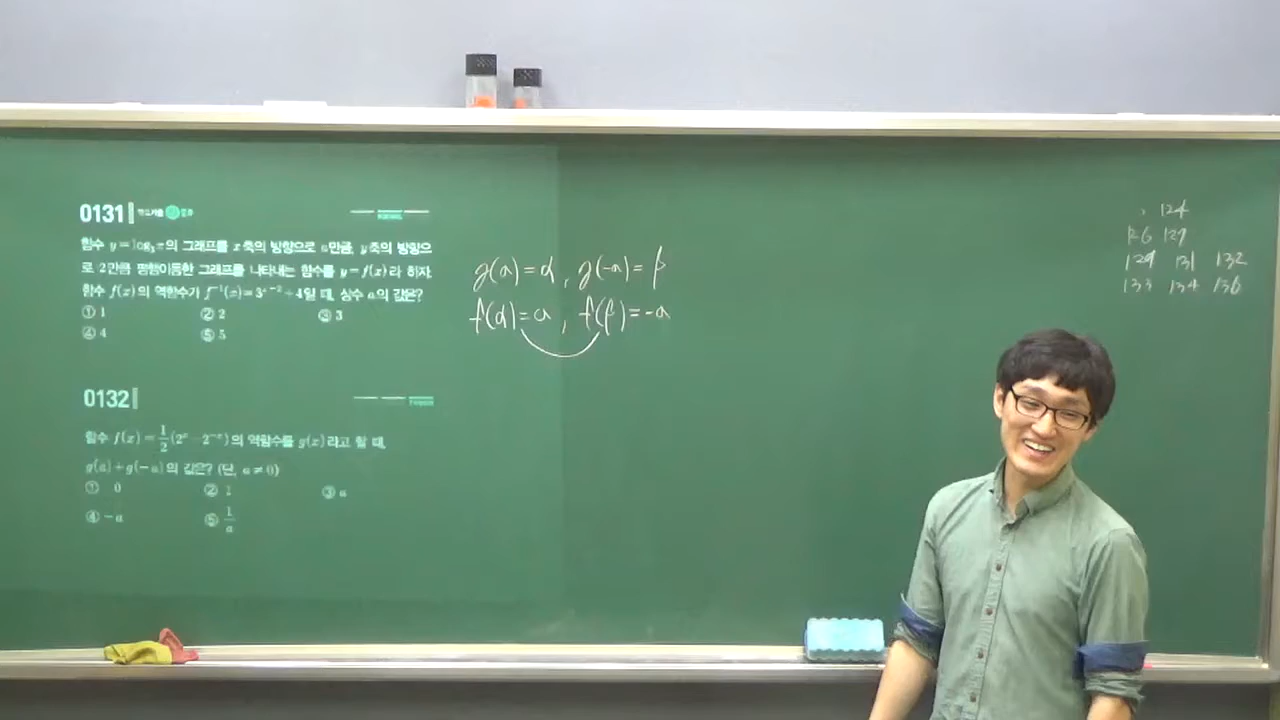 0131
함수 y=log₃x의 그래프를 x축의 방향으로 a만큼, y축의 방향으
로 2만큼 평행이동한 그래프를 나타내는 함수를 y=f(x)라 하자.
함수 f(x)의 역함수가 f⁻¹(x)=3ˣ⁻²+4일 때, 상수 a의 값은?
① 1 ② 2 ③ 3
④ 4 ⑤ 5
0132
함수 f(x)=1/2(2ˣ-2⁻ˣ)의 역함수를 g(x)라고 할 때,
g(a)+g(-a)의 값은? (단, a≠0)
① 0 ② 1 ③ a
④ -a ⑤ 1/a
g(a)=α, g(-a)=β
f(α)=a, f(β)=-a
124
126 127
129 131 132
133 134 136